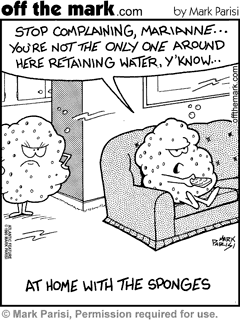 off the mark.com by Mark Parisi
STOP COMPLAINING, MARIANNE...
YOU'RE NOT THE ONLY ONE AROUND
HERE RETAINING WATER, Y'KNOW...
offthemark.com
MARK PARISI
AT HOME WITH THE SPONGES
© Mark Parisi, Permission required for use.